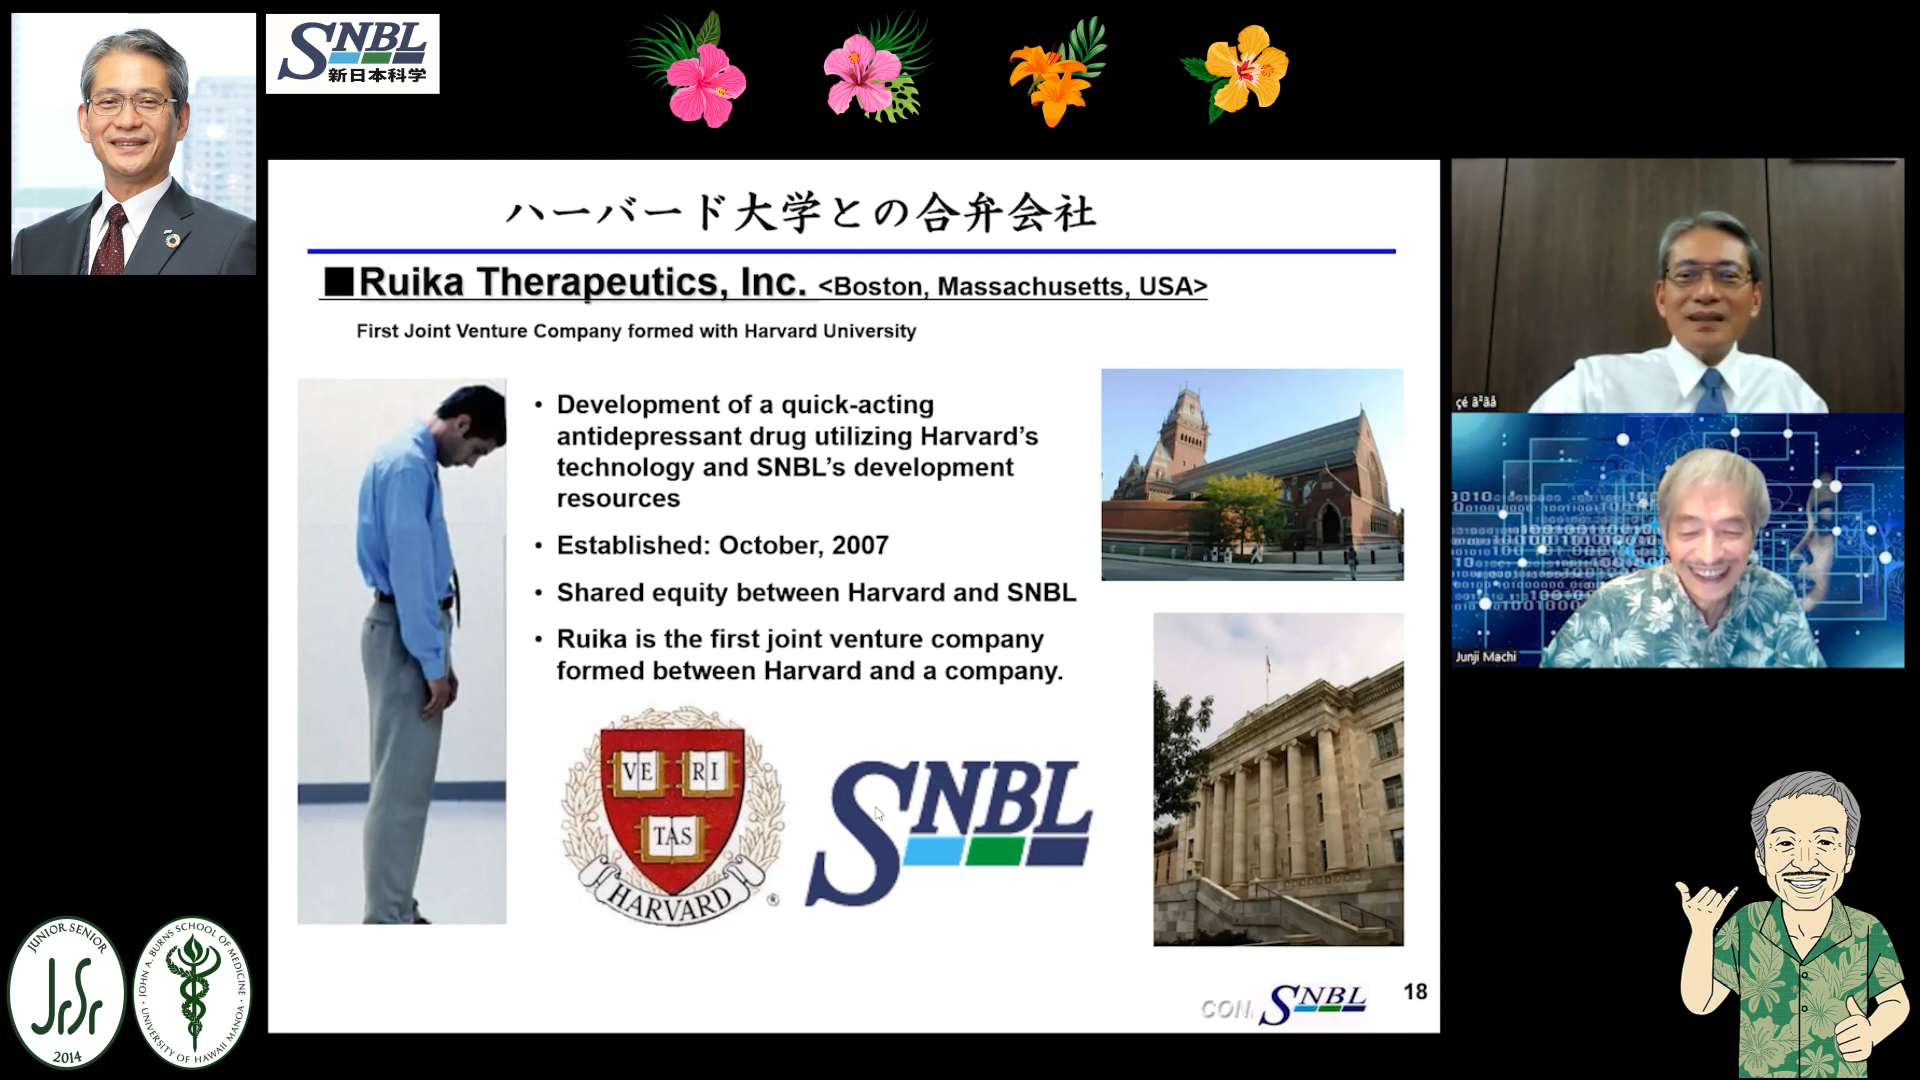 SNBL
新日本科学
ハーバード大学との合弁会社
■Ruika Therapeutics, Inc. <Boston, Massachusetts, USA>
First Joint Venture Company formed with Harvard University
• Development of a quick-acting
antidepressant drug utilizing Harvard's
technology and SNBL's development
resources
• Established: October, 2007
• Shared equity between Harvard and SNBL
• Ruika is the first joint venture company
formed between Harvard and a company.
VE RI
TAS
HARVARD
®
SNBL
CON.
SNBL
18
çé ã²ãå
Junji Machi
JUNIOR SENIOR
JrSr
2014
JOHN A. BURNS SCHOOL OF MEDICINE
UNIVERSITY OF HAWAII MANOA